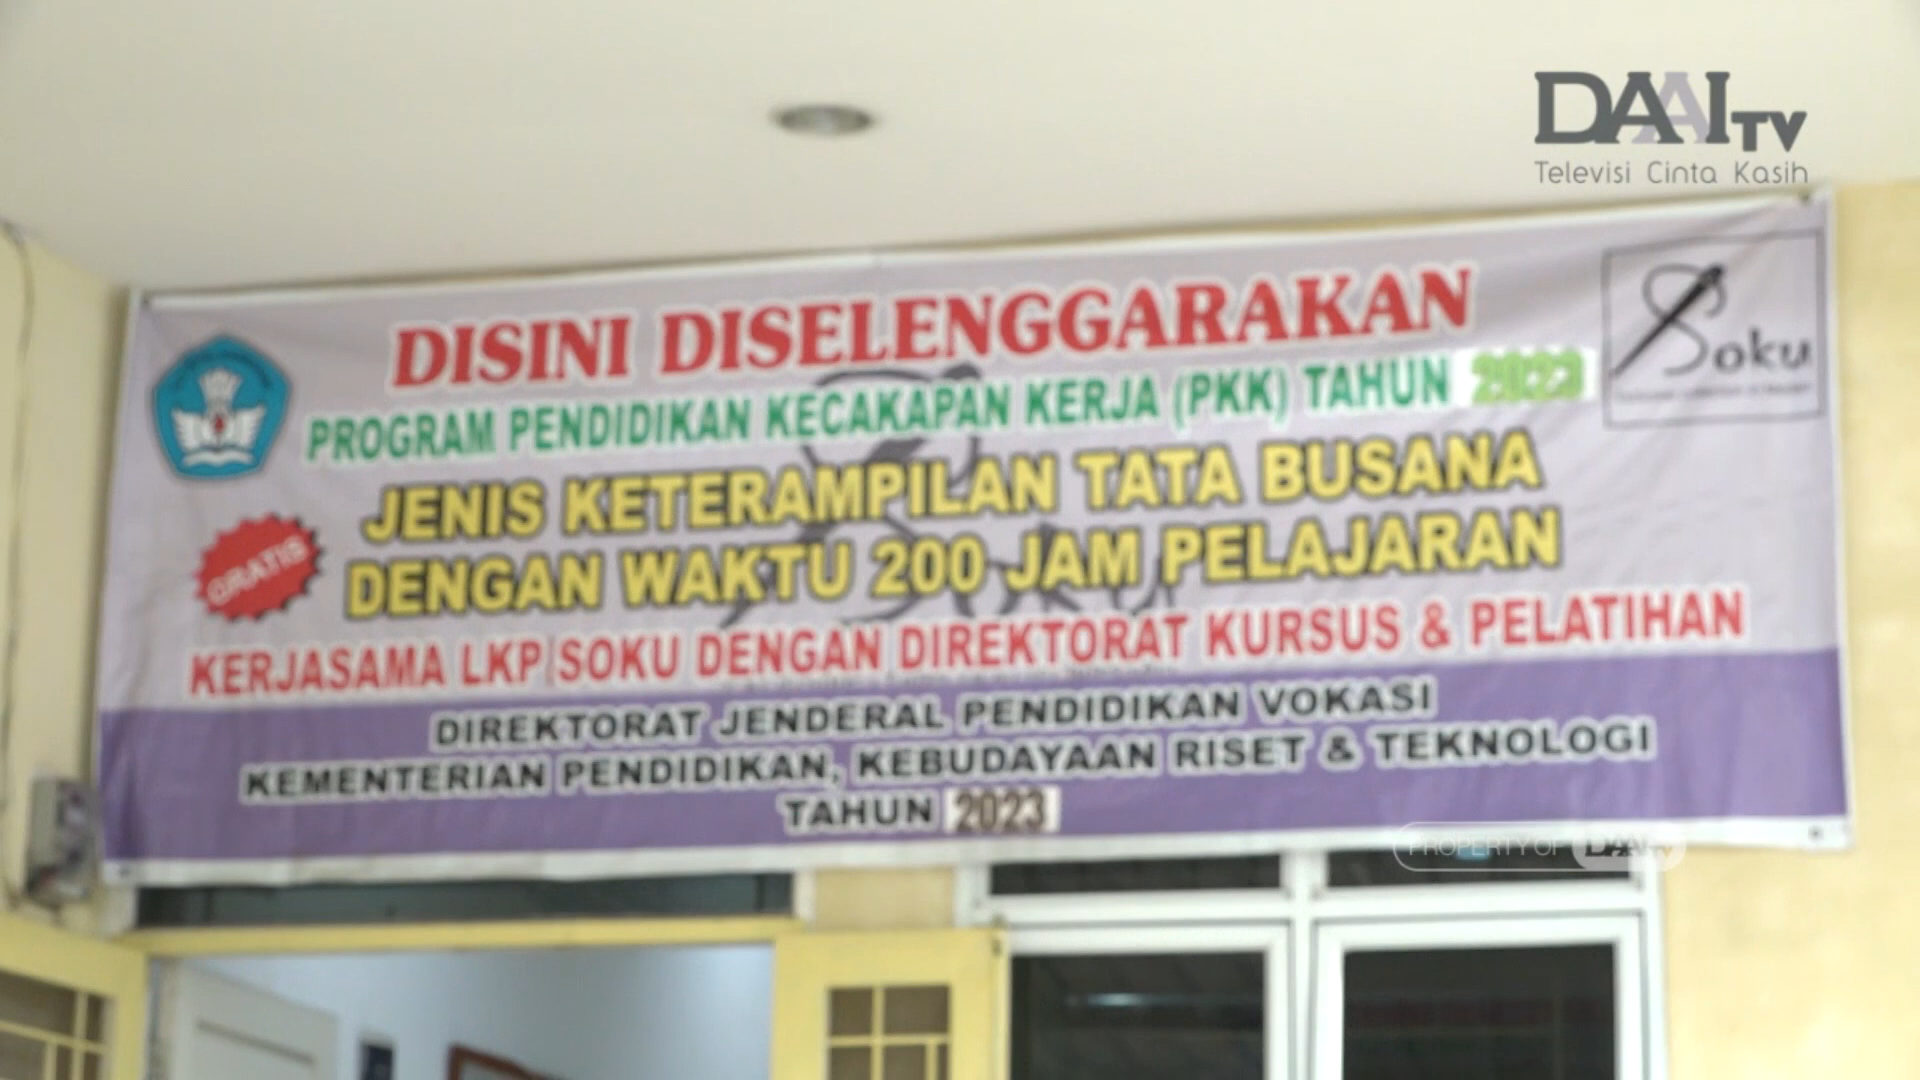 DAAI TV
Televisi Cinta Kasih
DISINI DISELENGGARAKAN
PROGRAM PENDIDIKAN KECAKAPAN KERJA (PKK) TAHUN 2023
Soku
JENIS KETERAMPILAN TATA BUSANA
DENGAN WAKTU 200 JAM PELAJARAN
GRATIS
KERJASAMA LKP SOKU DENGAN DIREKTORAT KURSUS & PELATIHAN
DIREKTORAT JENDERAL PENDIDIKAN VOKASI
KEMENTERIAN PENDIDIKAN, KEBUDAYAAN RISET & TEKNOLOGI
TAHUN 2023
PROPERTY OF DAAI TV